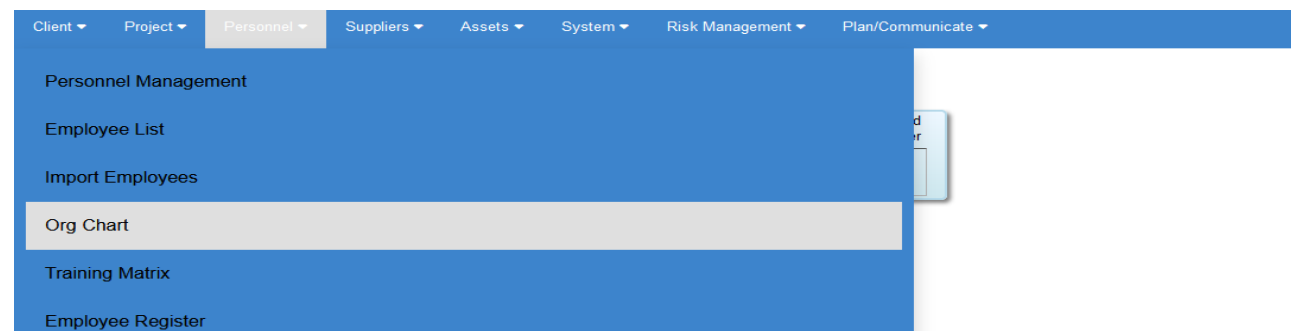 Client Project Personnel Suppliers Assets System Risk Management Plan/Communicate
Personnel Management
Employee List
Import Employees
Org Chart
Training Matrix
Employee Register